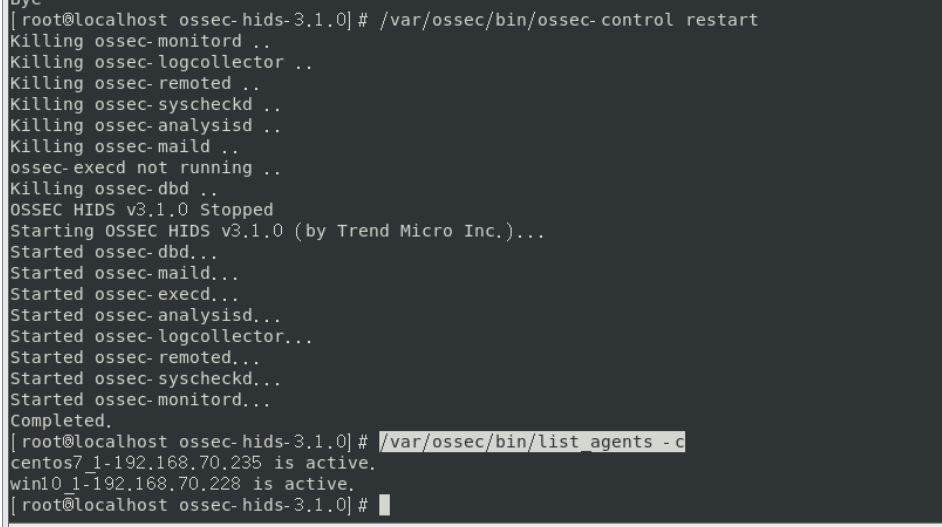 Bye
[root@localhost ossec-hids-3.1.0]# /var/ossec/bin/ossec-control restart
Killing ossec-monitord ..
Killing ossec-logcollector ..
Killing ossec-remoted ..
Killing ossec-syscheckd ..
Killing ossec-analysisd ..
Killing ossec-maild ..
ossec-execd not running ..
Killing ossec-dbd ..
OSSEC HIDS v3.1.0 Stopped
Starting OSSEC HIDS v3.1.0 (by Trend Micro Inc.)...
Started ossec-dbd...
Started ossec-maild...
Started ossec-execd...
Started ossec-analysisd...
Started ossec-logcollector...
Started ossec-remoted...
Started ossec-syscheckd...
Started ossec-monitord...
Completed.
[root@localhost ossec-hids-3.1.0]# /var/ossec/bin/list_agents -c
centos7_1-192.168.70.235 is active.
win10_1-192.168.70.228 is active.
[root@localhost ossec-hids-3.1.0]#